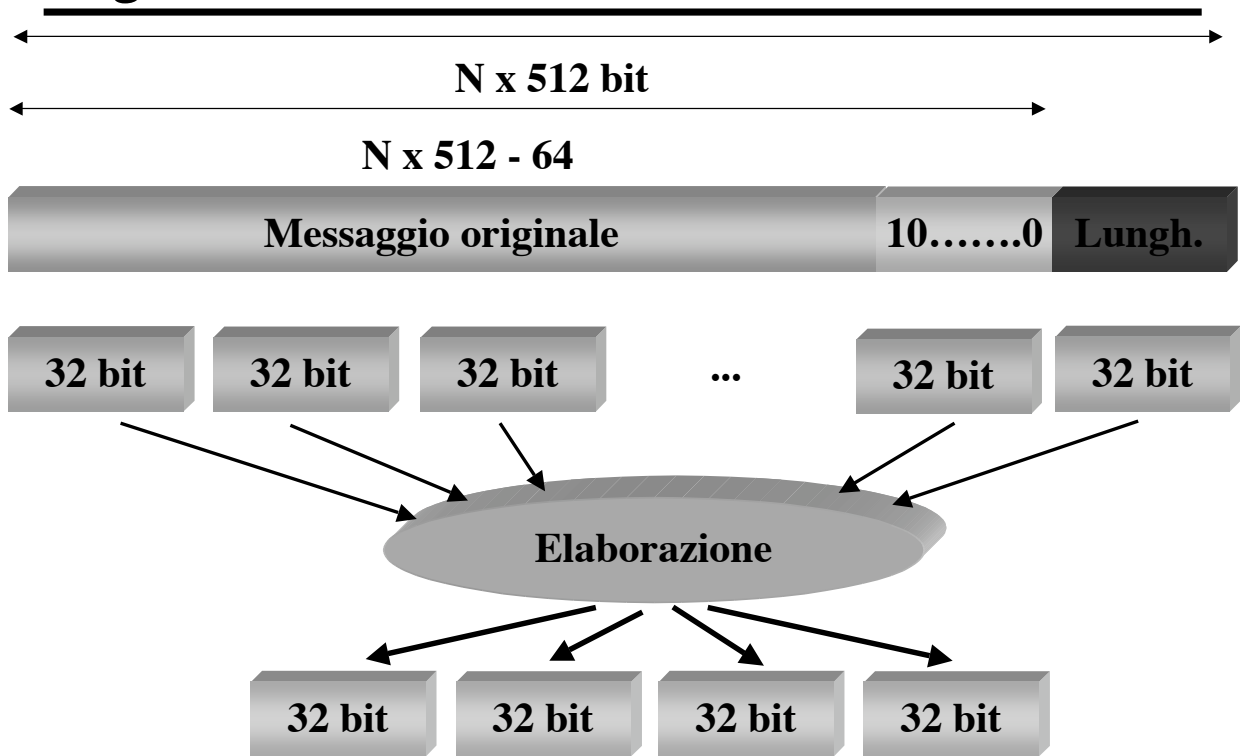 N x 512 bit
N x 512 - 64
Messaggio originale 10.......0 Lungh.
32 bit 32 bit 32 bit ... 32 bit 32 bit
Elaborazione
32 bit 32 bit 32 bit 32 bit